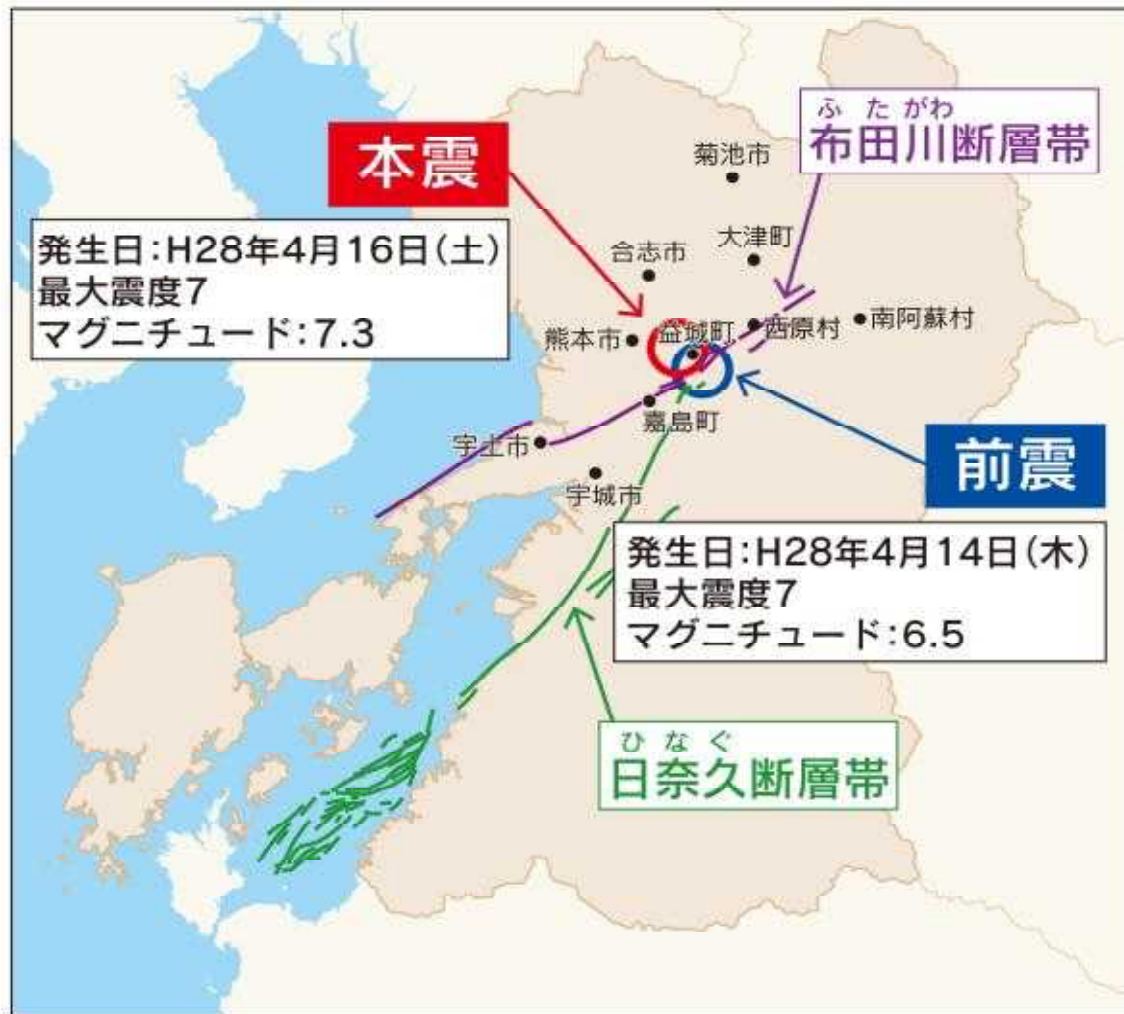 ふたがわ
布田川断層帯
本震
菊池市
発生日:H28年4月16日(土)
最大震度7
マグニチュード:7.3
大津町
合志市
熊本市
益城町
西原村
南阿蘇村
嘉島町
宇土市
宇城市
前震
発生日:H28年4月14日(木)
最大震度7
マグニチュード:6.5
ひなぐ
日奈久断層帯